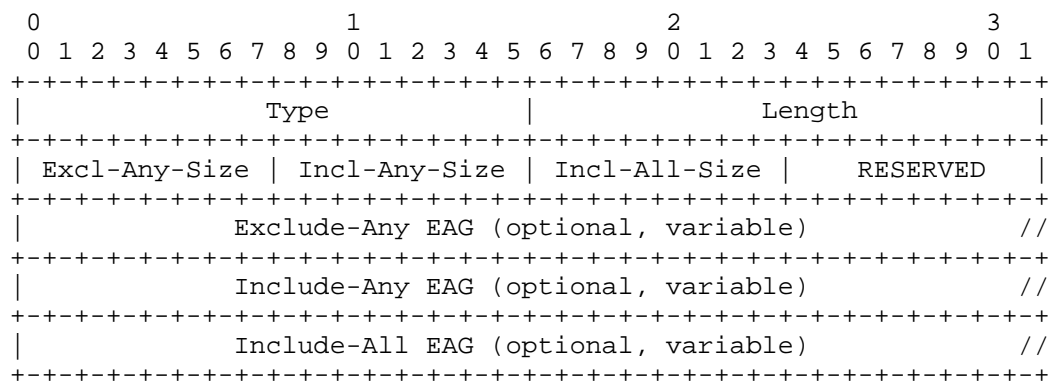 0                   1                   2                   3
 0 1 2 3 4 5 6 7 8 9 0 1 2 3 4 5 6 7 8 9 0 1 2 3 4 5 6 7 8 9 0 1
+-+-+-+-+-+-+-+-+-+-+-+-+-+-+-+-+-+-+-+-+-+-+-+-+-+-+-+-+-+-+-+-+
|               Type            |              Length           |
+-+-+-+-+-+-+-+-+-+-+-+-+-+-+-+-+-+-+-+-+-+-+-+-+-+-+-+-+-+-+-+-+
| Excl-Any-Size | Incl-Any-Size | Incl-All-Size |    RESERVED   |
+-+-+-+-+-+-+-+-+-+-+-+-+-+-+-+-+-+-+-+-+-+-+-+-+-+-+-+-+-+-+-+-+
|             Exclude-Any EAG (optional, variable)             //
+-+-+-+-+-+-+-+-+-+-+-+-+-+-+-+-+-+-+-+-+-+-+-+-+-+-+-+-+-+-+-+-+
|             Include-Any EAG (optional, variable)             //
+-+-+-+-+-+-+-+-+-+-+-+-+-+-+-+-+-+-+-+-+-+-+-+-+-+-+-+-+-+-+-+-+
|             Include-All EAG (optional, variable)             //
+-+-+-+-+-+-+-+-+-+-+-+-+-+-+-+-+-+-+-+-+-+-+-+-+-+-+-+-+-+-+-+-+